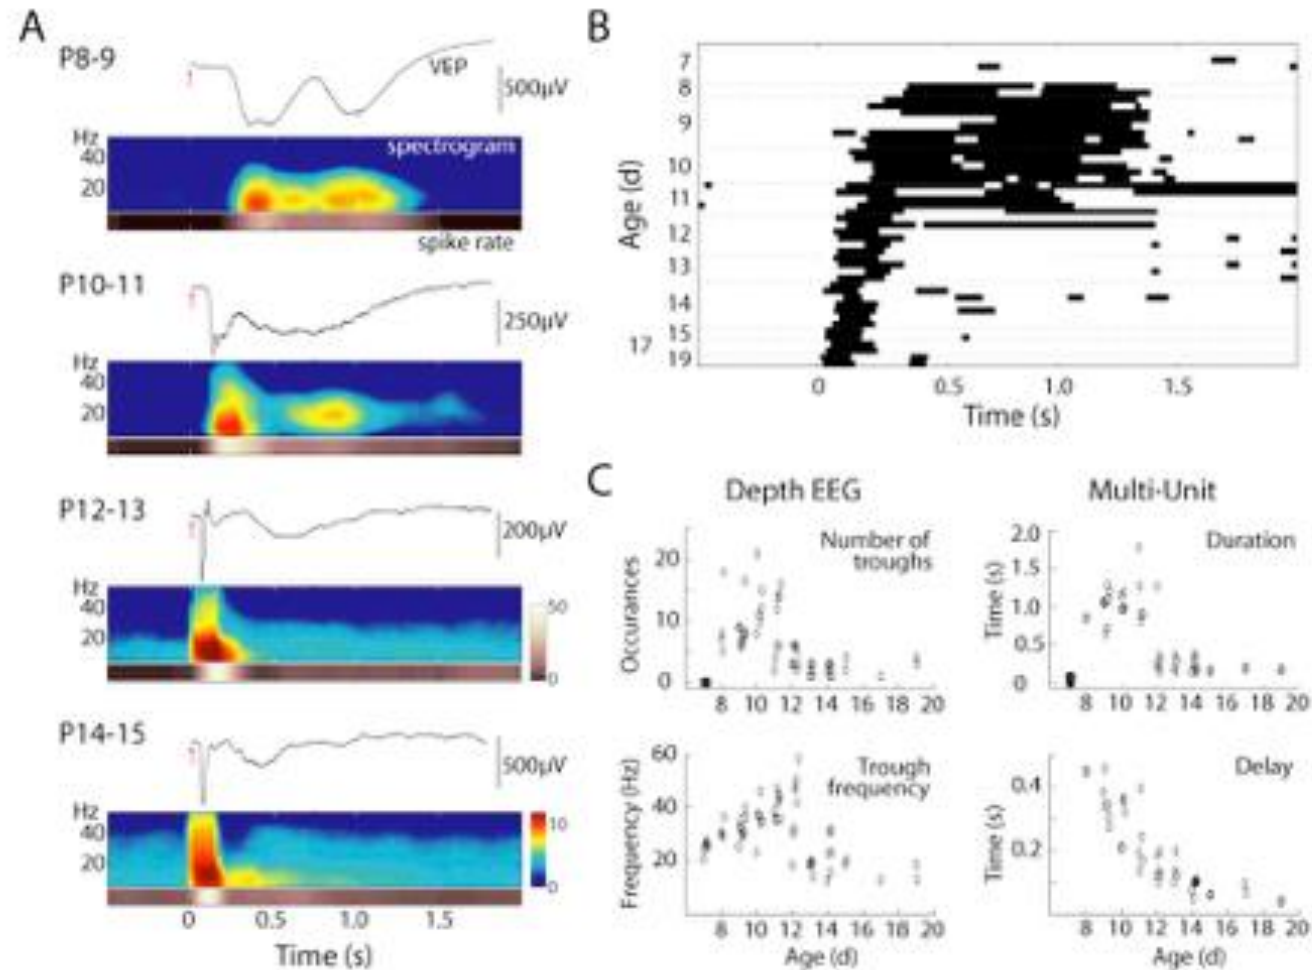 A
P8-9
VEP
500µV
Hz
40
20
spectrogram
spike rate
P10-11
250µV
Hz
40
20
P12-13
200µV
Hz
40
20
50
0
P14-15
500µV
Hz
40
20
10
0
0 0.5 1.0 1.5
Time (s)
B
7
8
9
10
11
12
13
14
15
17
19
Age (d)
0 0.5 1.0 1.5
Time (s)
C
Depth EEG
Multi-Unit
Number of
troughs
Occurances
20
10
0
8 10 12 14 16 18 20
Duration
Time (s)
2.0
1.5
1.0
0.5
0
8 10 12 14 16 18 20
Trough
frequency
Frequency (Hz)
60
40
20
8 10 12 14 16 18 20
Age (d)
Delay
Time (s)
0.4
0.2
8 10 12 14 16 18 20
Age (d)